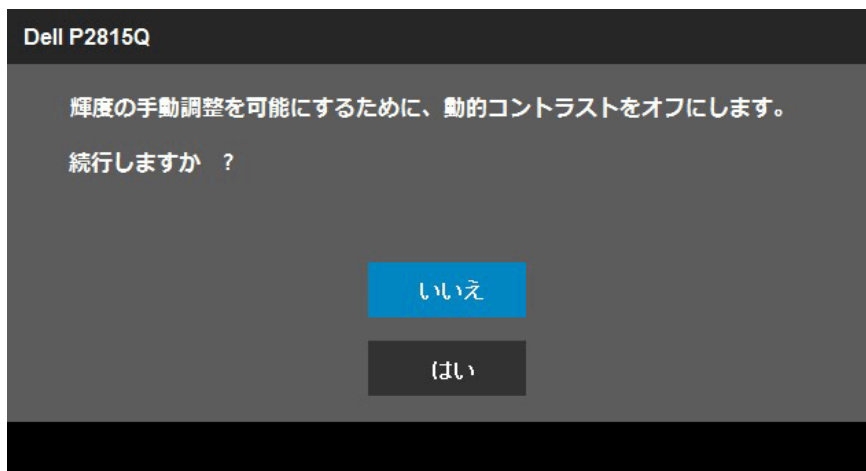 Dell P2815Q
輝度の手動調整を可能にするために、動的コントラストをオフにします。
続行しますか ?
いいえ
はい